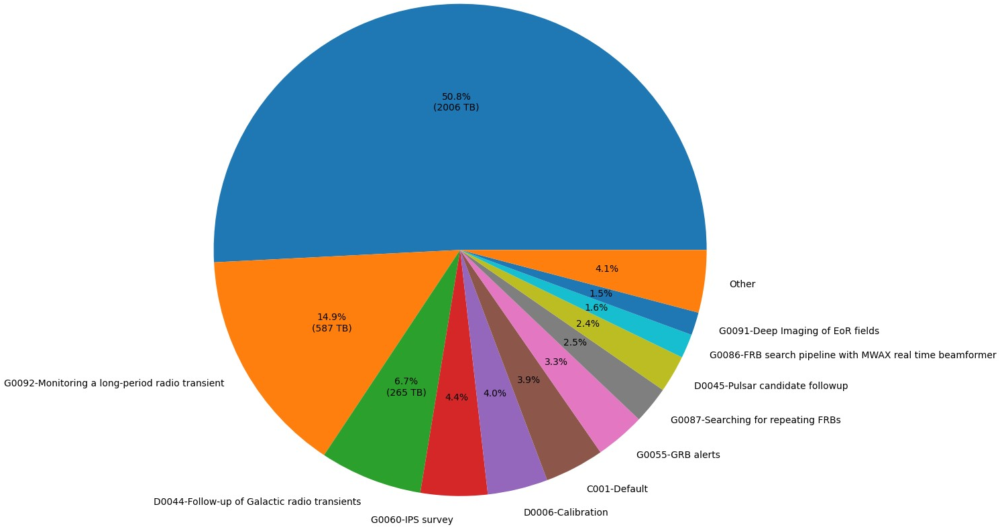 50.8%
(2006 TB)
14.9%
(587 TB)
6.7%
(265 TB)
4.4%
4.0%
3.9%
3.3%
2.5%
2.4%
1.6%
1.5%
4.1%
G0092-Monitoring a long-period radio transient
D0044-Follow-up of Galactic radio transients
G0060-IPS survey
D0006-Calibration
C001-Default
G0055-GRB alerts
G0087-Searching for repeating FRBs
D0045-Pulsar candidate followup
G0086-FRB search pipeline with MWAX real time beamformer
G0091-Deep Imaging of EoR fields
Other